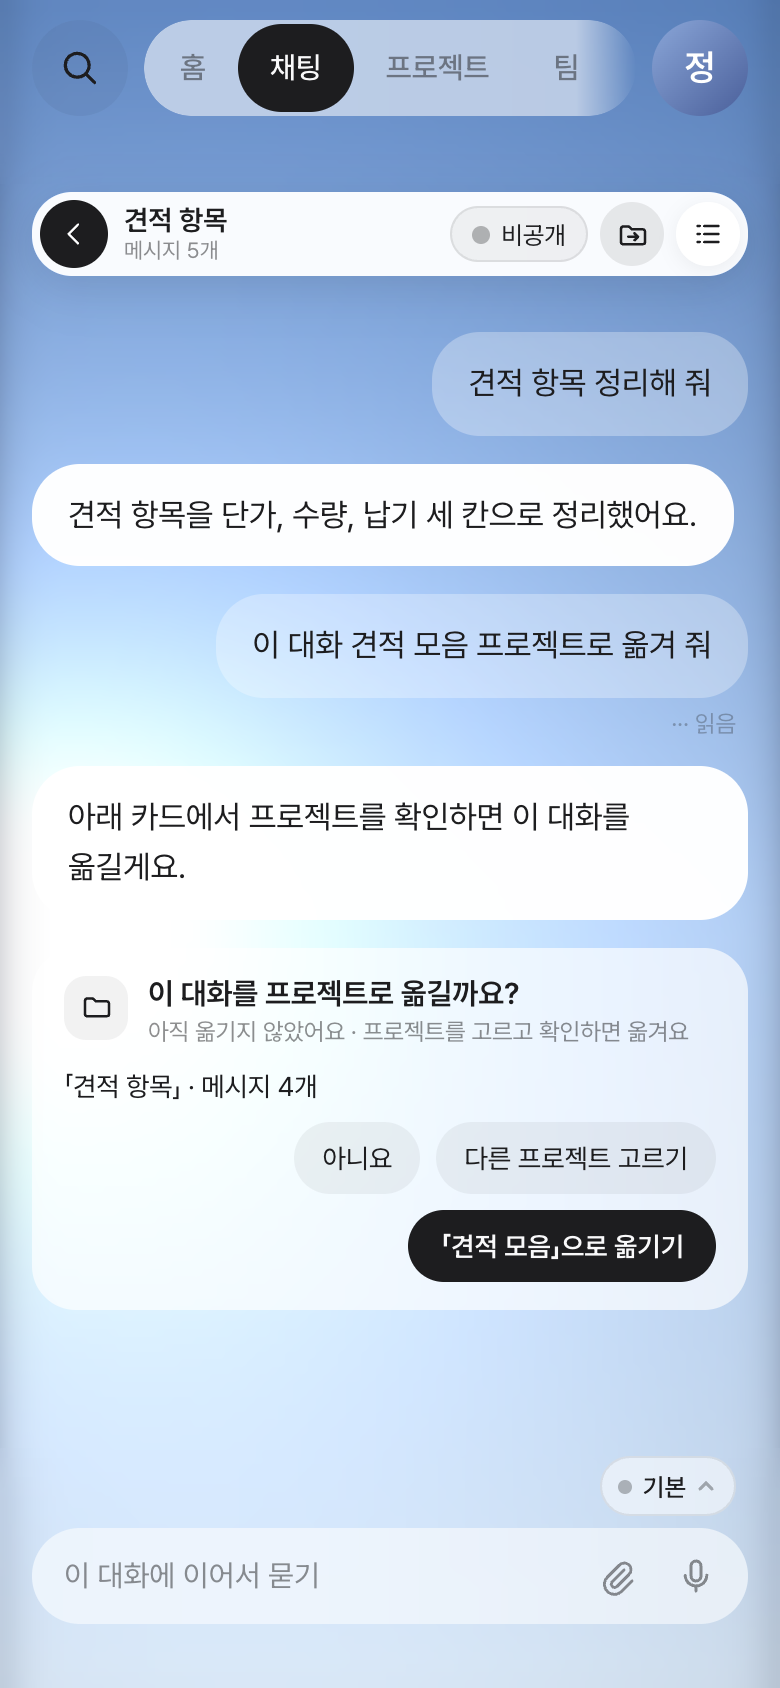 홈 채팅 프로젝트 팀 정
견적 항목
메시지 5개
비공개
견적 항목 정리해 줘
견적 항목을 단가, 수량, 납기 세 칸으로 정리했어요.
이 대화 견적 모음 프로젝트로 옮겨 줘
··· 읽음
아래 카드에서 프로젝트를 확인하면 이 대화를
옮길게요.
이 대화를 프로젝트로 옮길까요?
아직 옮기지 않았어요 · 프로젝트를 고르고 확인하면 옮겨요
「견적 항목」 · 메시지 4개
아니요 다른 프로젝트 고르기
「견적 모음」으로 옮기기
기본
이 대화에 이어서 묻기